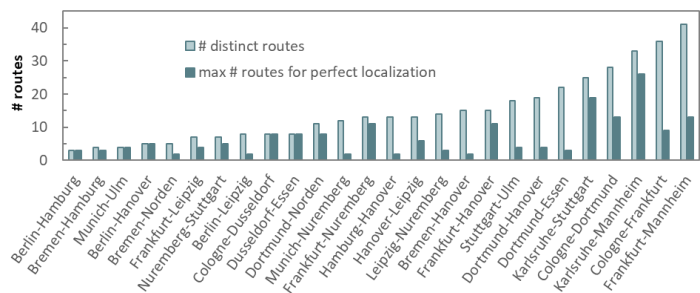 # routes
40
30
20
10
0
# distinct routes
max # routes for perfect localization
Berlin-Hamburg
Bremen-Hamburg
Munich-Ulm
Berlin-Hanover
Bremen-Norden
Frankfurt-Leipzig
Nuremberg-Stuttgart
Berlin-Leipzig
Cologne-Dusseldorf
Dusseldorf-Essen
Dortmund-Norden
Munich-Nuremberg
Frankfurt-Nuremberg
Hamburg-Hanover
Hanover-Leipzig
Leipzig-Nuremberg
Bremen-Hanover
Frankfurt-Hanover
Stuttgart-Ulm
Dortmund-Hanover
Dortmund-Essen
Karlsruhe-Stuttgart
Cologne-Dortmund
Karlsruhe-Mannheim
Cologne-Frankfurt
Frankfurt-Mannheim